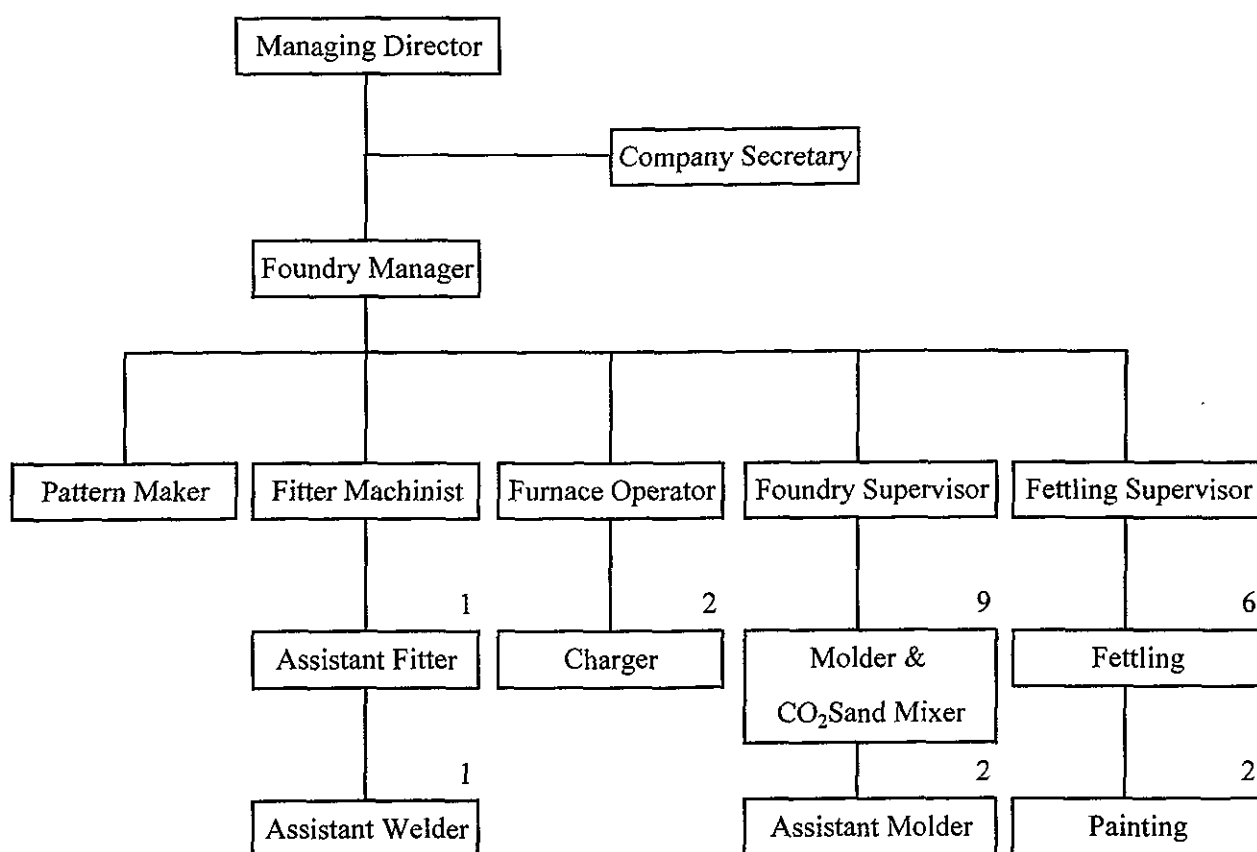 Managing Director
Company Secretary
Foundry Manager
Pattern Maker
Fitter Machinist
Furnace Operator
Foundry Supervisor
Fettling Supervisor
1
2
9
6
Assistant Fitter
Charger
Molder &
CO₂Sand Mixer
Fettling
1
2
2
Assistant Welder
Assistant Molder
Painting